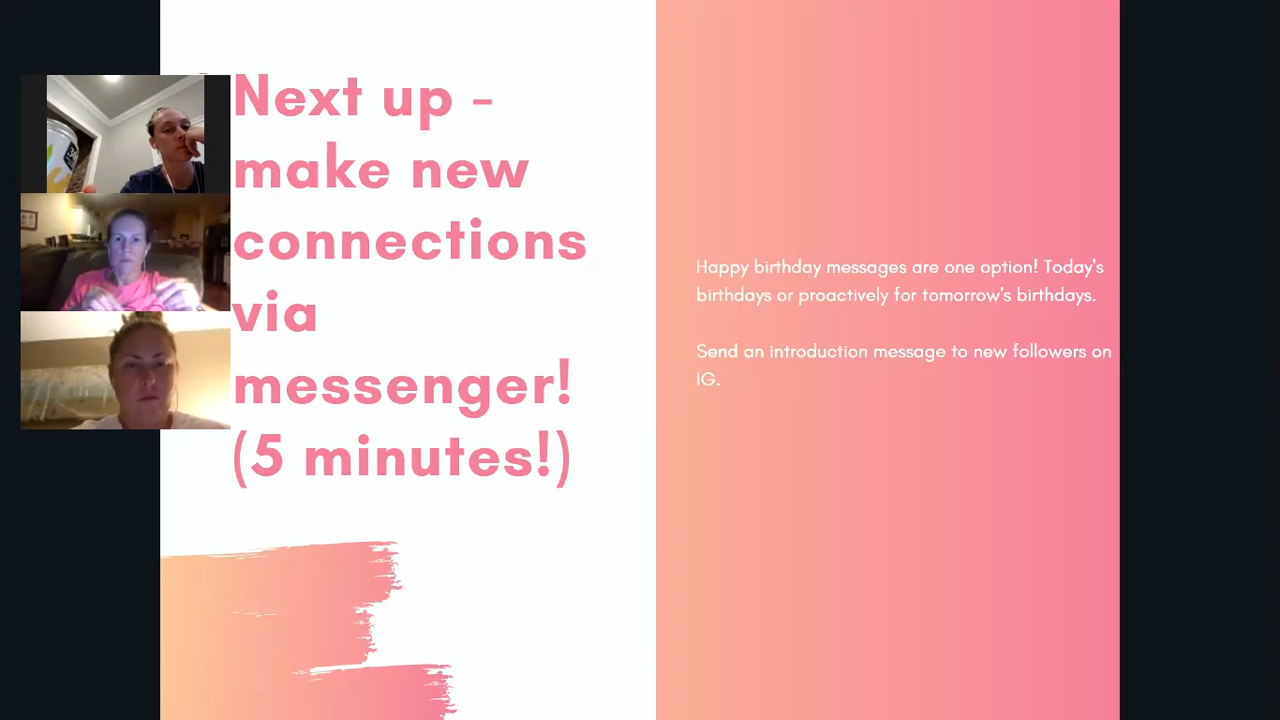 Next up -
make new
connections
via
messenger!
(5 minutes!)
Happy birthday messages are one option! Today's
birthdays or proactively for tomorrow's birthdays.
Send an introduction message to new followers on
IG.